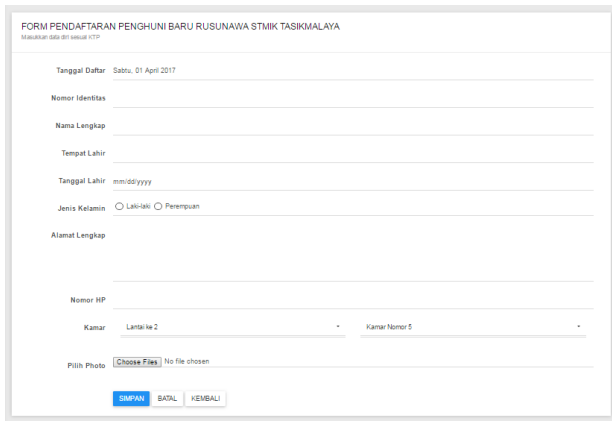 FORM PENDAFTARAN PENGHUNI BARU RUSUNAWA STMIK TASIKMALAYA
Masukkan data diri sesuai KTP
Tanggal Daftar Sabtu, 01 April 2017
Nomor Identitas
Nama Lengkap
Tempat Lahir
Tanggal Lahir mm/dd/yyyy
Jenis Kelamin Laki-laki Perempuan
Alamat Lengkap
Nomor HP
Kamar Lantai ke 2 Kamar Nomor 5
Pilih Photo Choose Files No file chosen
SIMPAN BATAL KEMBALI